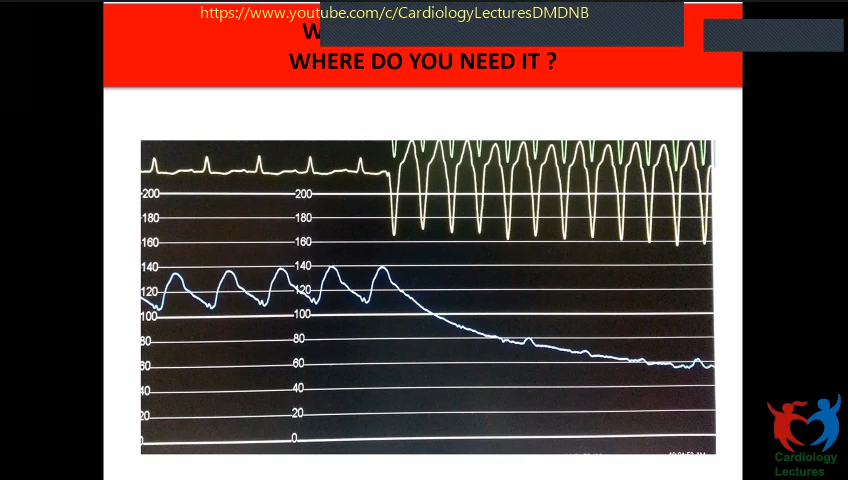 https://www.youtube.com/c/CardiologyLecturesDMDNB
WHERE DO YOU NEED IT ?
200 200
180 180
160 160
140 140
120 120
100 100
80 80
60 60
40 40
20 20
0 0
Cardiology
Lectures